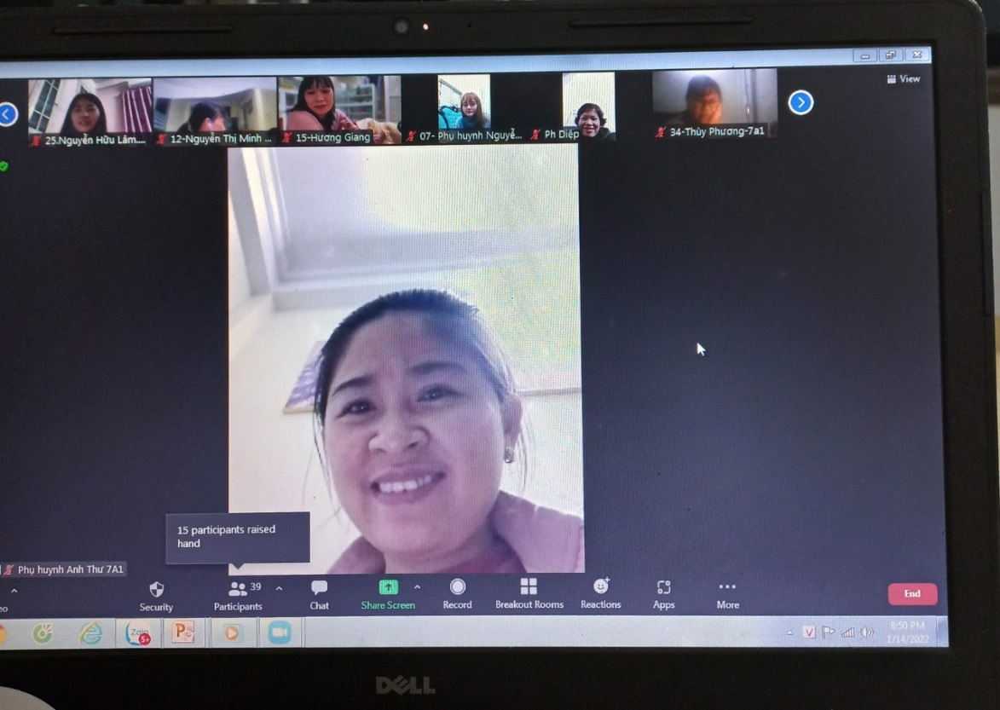 View
25.Nguyễn Hữu Lâm....
12-Nguyễn Thị Minh ...
15-Hương Giang
07- Phụ huynh Nguyễ...
Ph Diệp
34-Thùy Phương-7a1
15 participants raised
hand
Phụ huynh Anh Thư 7A1
39
Security
Participants
Chat
Share Screen
Record
Breakout Rooms
Reactions
Apps
More
End
Zalo
5+
P
V
8:50 PM
1/14/2022
DELL